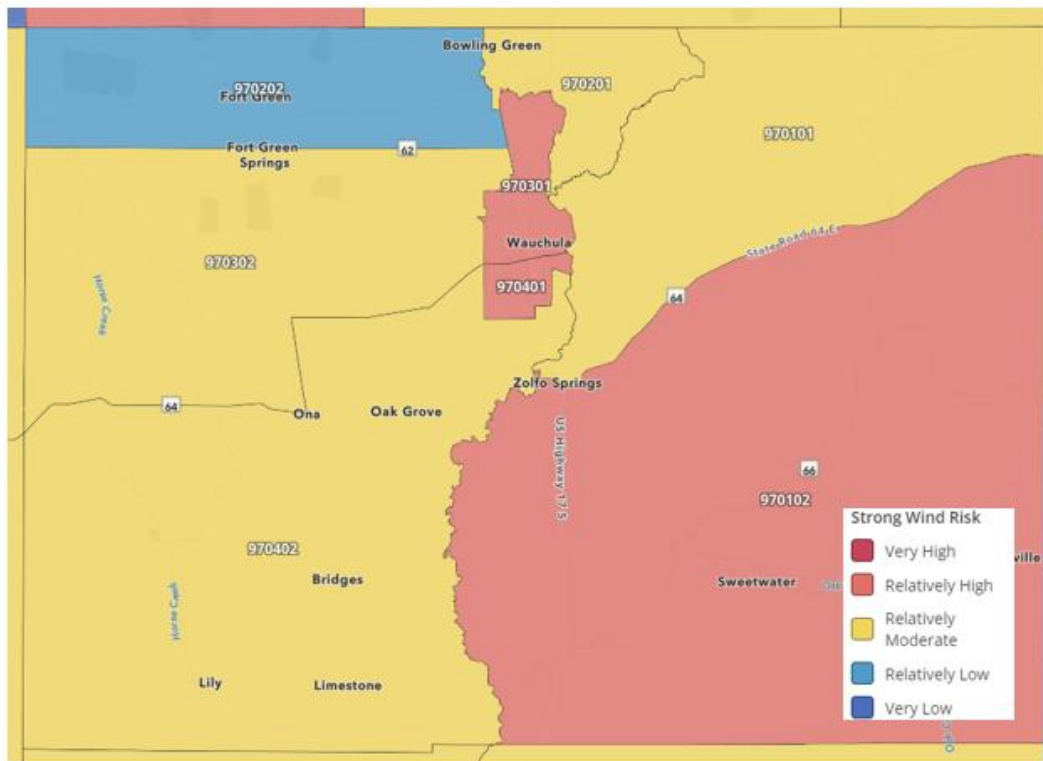 Bowling Green
970202
Fort Green
970201
970101
Fort Green
Springs
62
970301
State Road 64 E
Wauchula
970302
970401
Horse Creek
64
Zolfo Springs
64
Ona
Oak Grove
US Highway 17 S
66
970102
970402
Bridges
Sweetwater
ville
Horse Creek
Lily
Limestone
Strong Wind Risk
Very High
Relatively High
Relatively
Moderate
Relatively Low
Very Low